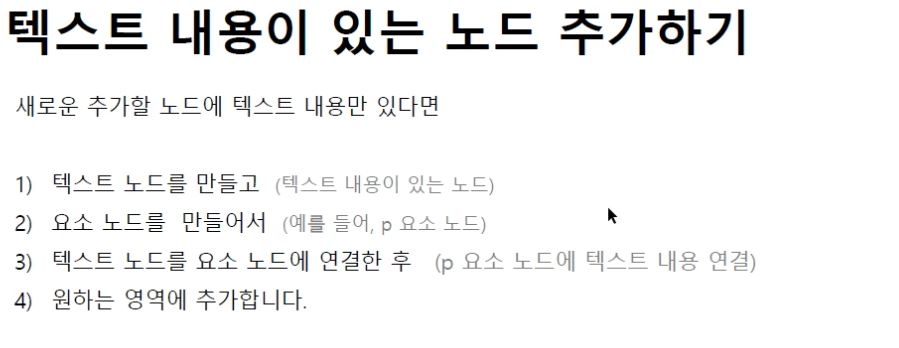 텍스트 내용이 있는 노드 추가하기
새로운 추가할 노드에 텍스트 내용만 있다면
1) 텍스트 노드를 만들고 (텍스트 내용이 있는 노드)
2) 요소 노드를 만들어서 (예를 들어, p 요소 노드)
3) 텍스트 노드를 요소 노드에 연결한 후 (p 요소 노드에 텍스트 내용 연결)
4) 원하는 영역에 추가합니다.